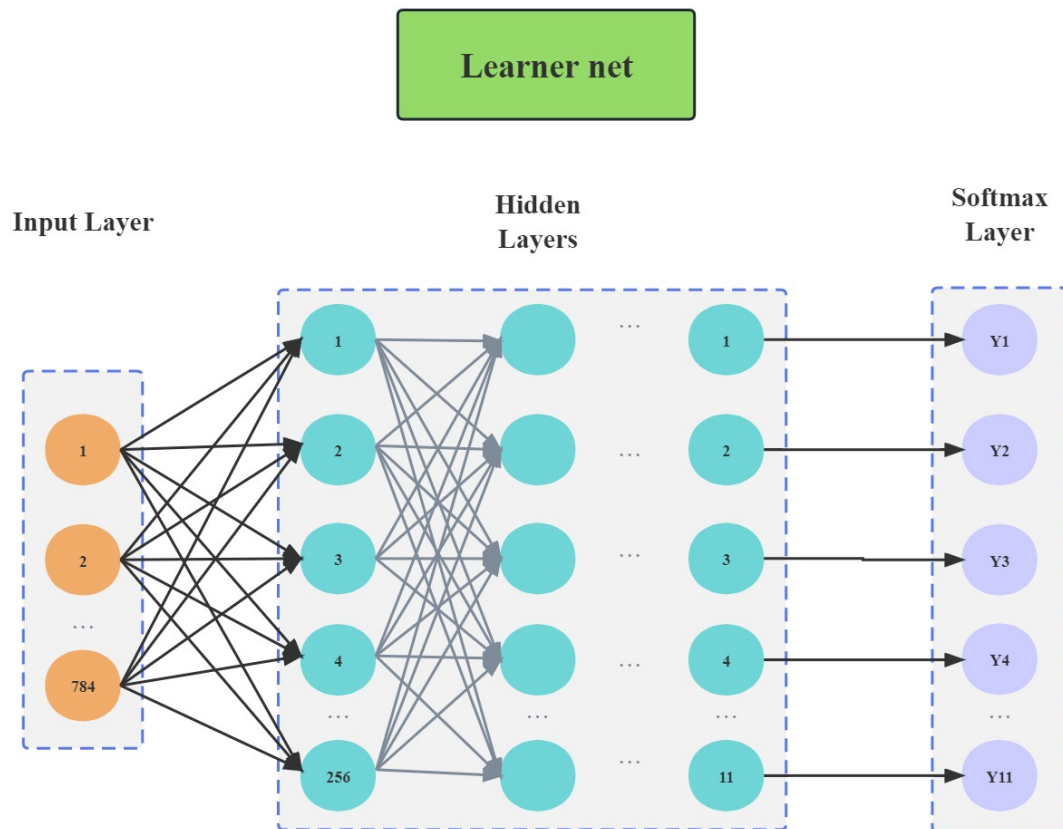 Learner net
Input Layer
Hidden
Layers
Softmax
Layer
1
2
...
784
1
2
3
4
...
256
...
...
...
...
...
...
1
2
3
4
...
11
Y1
Y2
Y3
Y4
...
Y11